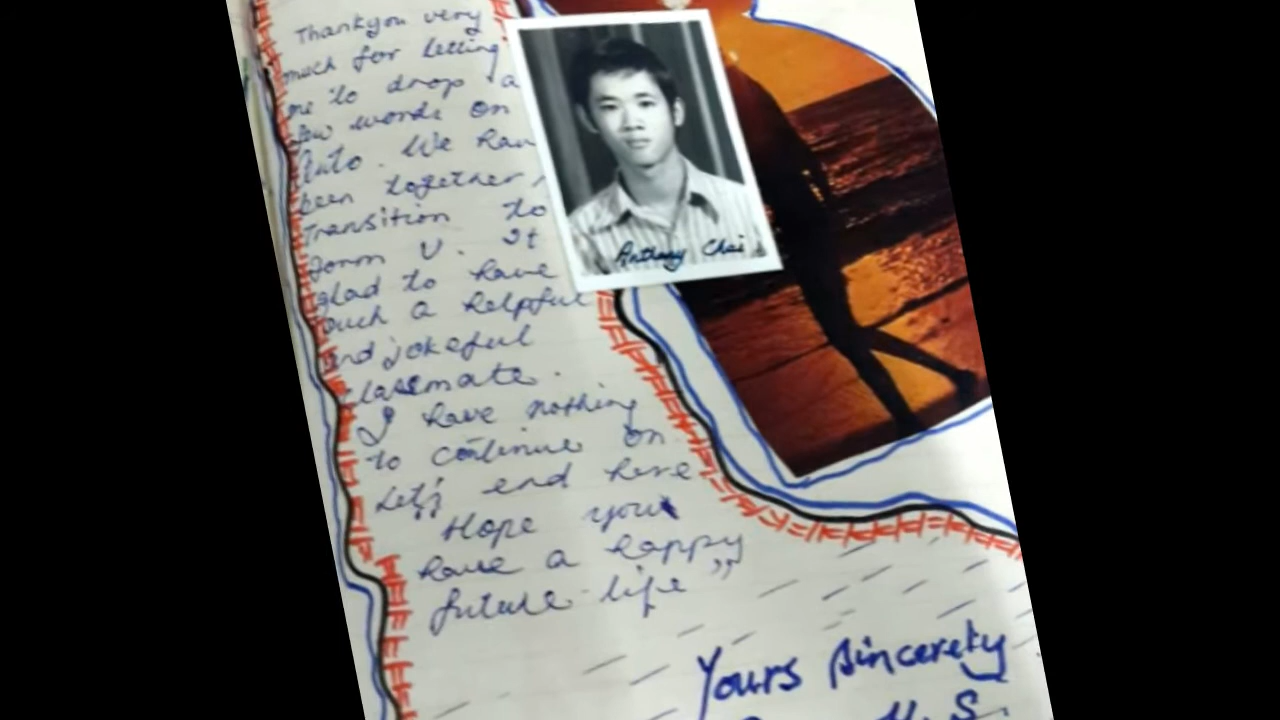 Thankyou very
much for letting
me to drop a
few words on
Auto. We have
been together,
Transition to
form V. It
glad to have
such a helpful
and jokeful
classmate.
I have nothing
to continue on
Let's end here
Hope you
have a happy
future life"
Anthony Chai
Yours sincerely
H. S.